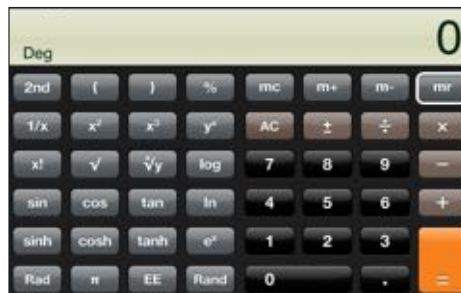 0
Deg
2nd ( ) % mc m+ m- mr
1/x x² x³ yˣ AC ± ÷ ×
x! √ ˣ√y log 7 8 9 −
sin cos tan ln 4 5 6 +
sinh cosh tanh eˣ 1 2 3
Rad π EE Rand 0 . =